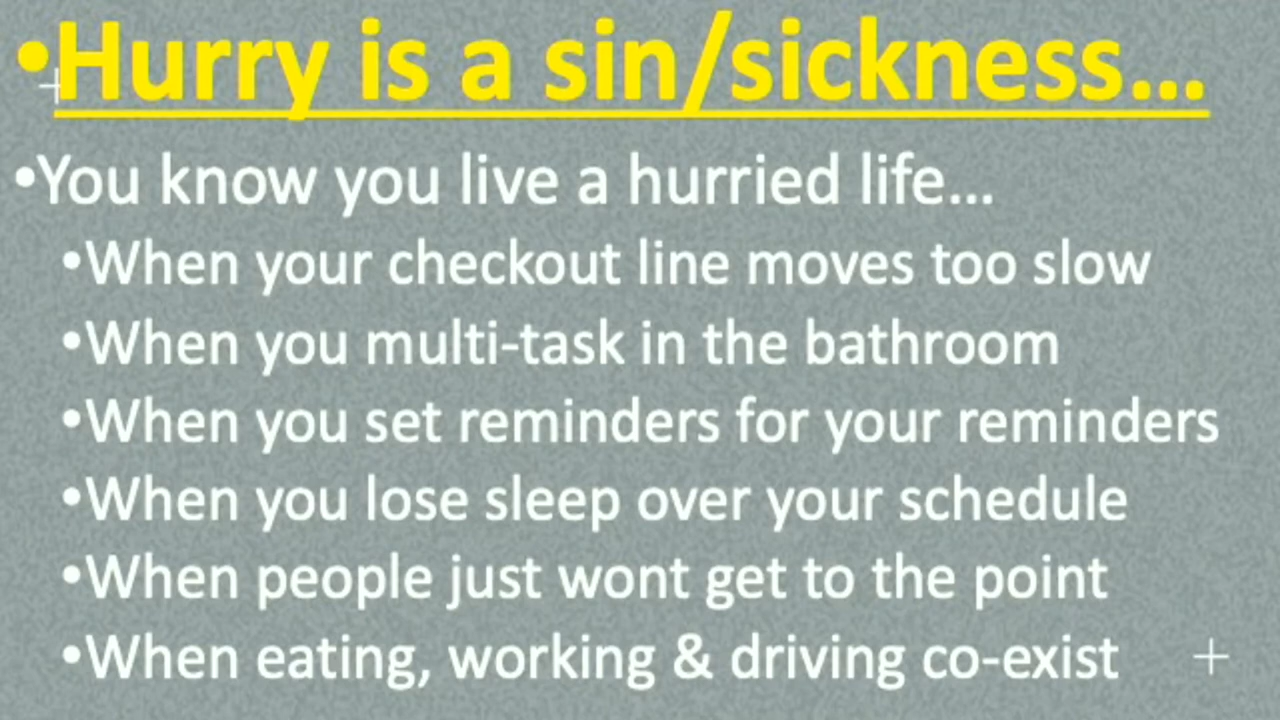 •Hurry is a sin/sickness...
•You know you live a hurried life...
•When your checkout line moves too slow
•When you multi-task in the bathroom
•When you set reminders for your reminders
•When you lose sleep over your schedule
•When people just wont get to the point
•When eating, working & driving co-exist